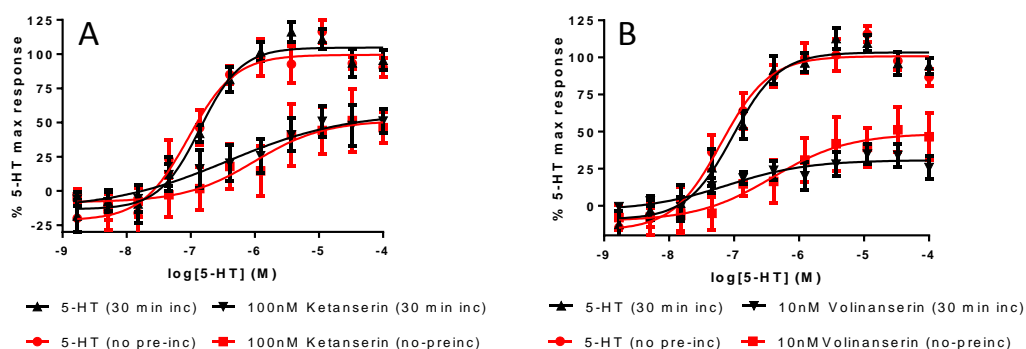 A
% 5-HT max response
125
100
75
50
25
0
-25
-9 -8 -7 -6 -5 -4
log[5-HT] (M)
5-HT (30 min inc) 100nM Ketanserin (30 min inc)
5-HT (no pre-inc) 100nM Ketanserin (no-preinc)
B
% 5-HT max response
125
100
75
50
25
0
-9 -8 -7 -6 -5 -4
log[5-HT] (M)
5-HT (30 min inc) 10nM Volinanserin (30 min inc)
5-HT (no pre-inc) 10nM Volinanserin (no-preinc)